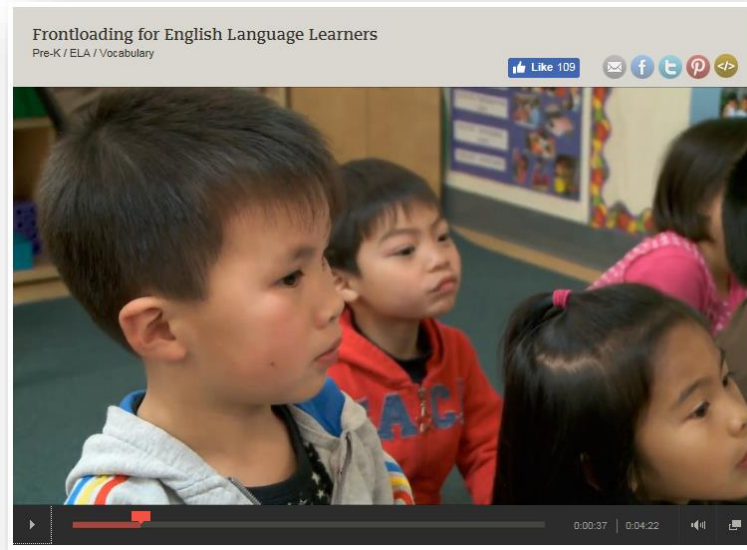 Frontloading for English Language Learners
Pre-K / ELA / Vocabulary
Like 109
0:00:37 | 0:04:22